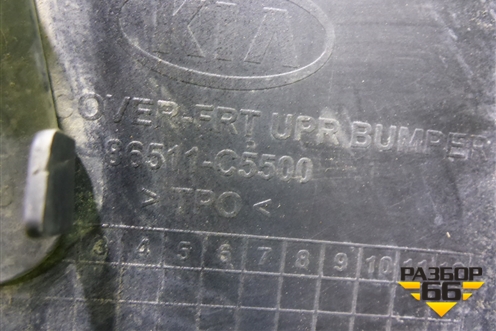 KIA
COVER-FRT UPR BUMPER
86511-C5500
> TPO <
3 4 5 6 7 8 9 10 11 12
РАЗБОР
66